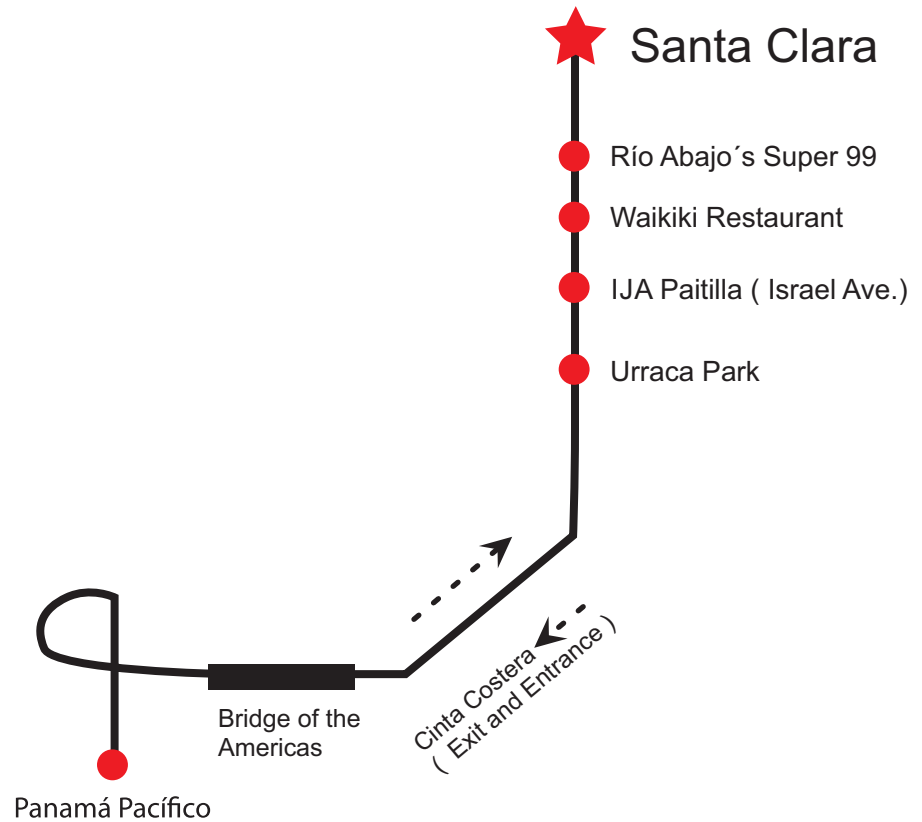 Santa Clara
Río Abajo´s Super 99
Waikiki Restaurant
IJA Paitilla ( Israel Ave.)
Urraca Park
Cinta Costera
( Exit and Entrance )
Bridge of the
Americas
Panamá Pacífico